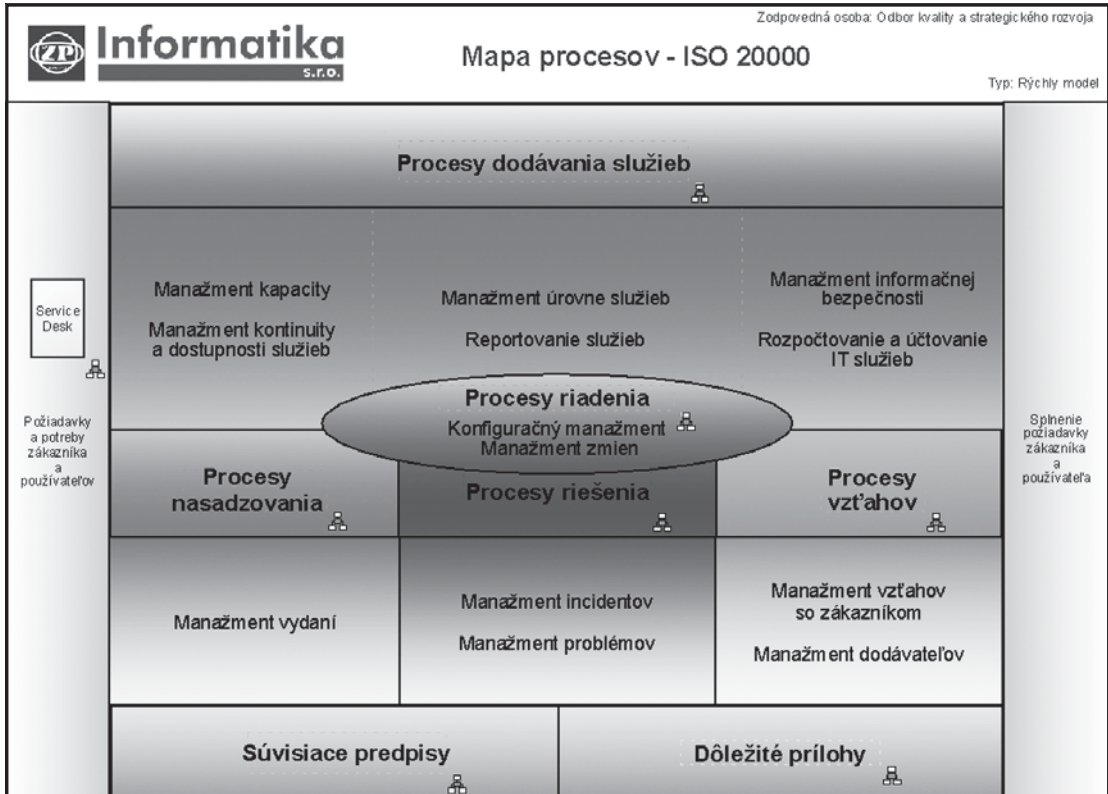 Zodpovedná osoba: Odbor kvality a strategického rozvoja
ZP
Informatika
s.r.o.
Mapa procesov - ISO 20000
Typ: Rýchly model
Procesy dodávania služieb
Service
Desk
Požiadavky
a potreby
zákazníka
a
používateľov
Manažment kapacity
Manažment kontinuity
a dostupnosti služieb
Manažment úrovne služieb
Reportovanie služieb
Manažment informačnej
bezpečnosti
Rozpočtovanie a účtovanie
IT služieb
Procesy riadenia
Konfiguračný manažment
Manažment zmien
Procesy
nasadzovania
Procesy riešenia
Procesy
vzťahov
Manažment vydaní
Manažment incidentov
Manažment problémov
Manažment vzťahov
so zákazníkom
Manažment dodávateľov
Splnenie
požiadavky
zákazníka
a
používateľa
Súvisiace predpisy
Dôležité prílohy